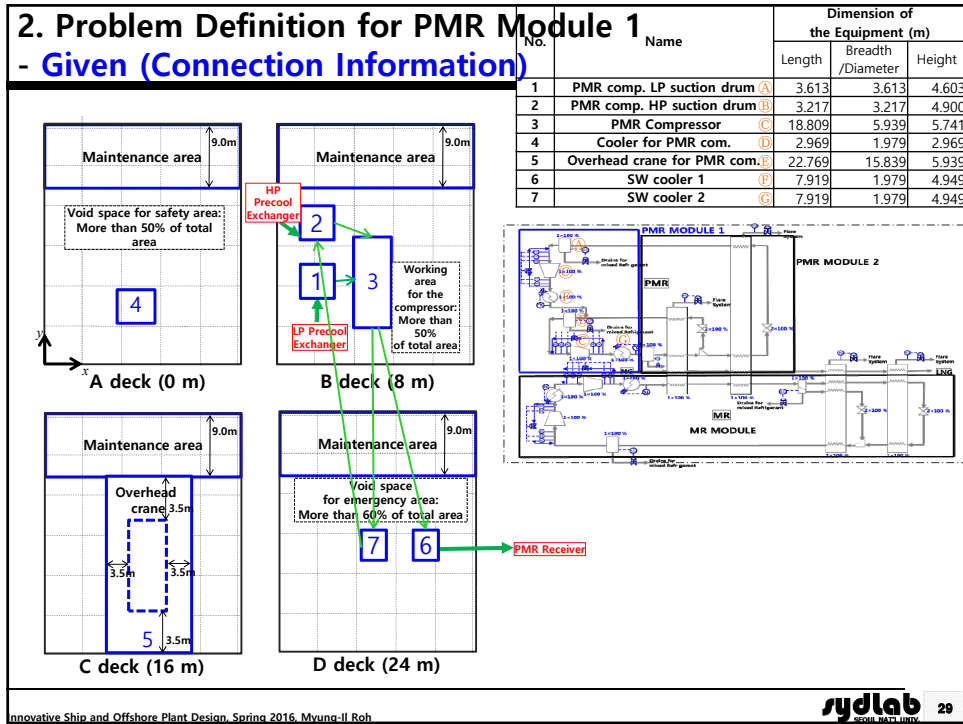 2. Problem Definition for PMR Module 1
- Given (Connection Information)
No.
Name
Dimension of
the Equipment (m)
Length
Breadth
/Diameter
Height
1 PMR comp. LP suction drum Ⓐ 3.613 3.613 4.603
2 PMR comp. HP suction drum Ⓑ 3.217 3.217 4.900
3 PMR Compressor Ⓒ 18.809 5.939 5.741
4 Cooler for PMR com. Ⓓ 2.969 1.979 2.969
5 Overhead crane for PMR com. Ⓔ 22.769 15.839 5.939
6 SW cooler 1 Ⓕ 7.919 1.979 4.949
7 SW cooler 2 Ⓖ 7.919 1.979 4.949
Maintenance area
9.0m
Void space for safety area:
More than 50% of total
area
4
y
x
A deck (0 m)
Maintenance area
9.0m
HP
Precool
Exchanger
2
1
3
Working
area
for the
compressor:
More than
50%
of total area
LP Precool
Exchanger
B deck (8 m)
Maintenance area
9.0m
Overhead
crane
3.5m
3.5m
3.5m
5
3.5m
C deck (16 m)
Maintenance area
9.0m
Void space
for emergency area:
More than 60% of total area
7
6
PMR Receiver
D deck (24 m)
PMR MODULE 1
PMR MODULE 2
PMR
MR
MR MODULE
LNG
Flare
System
Drains for
mixed Refrigerant
nnovative Ship and Offshore Plant Design, Spring 2016, Myung-Il Roh
sydlab
SEOUL NAT'L UNIV.
29